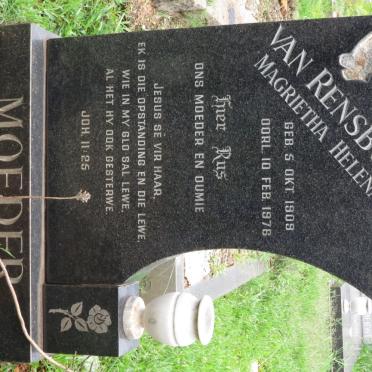 VAN RENSB
MAGRIETHA HELEN
GEB. 5 OKT. 1909
OORL. 10 FEB. 1976
Hier Rus
ONS MOEDER EN OUMIE
JESUS SÊ VIR HAAR
EK IS DIE OPSTANDING EN DIE LEWE,
WIE IN MY GLO SAL LEWE,
AL HET HY OOK GESTERWE.
JOH. 11:25
MOEDER